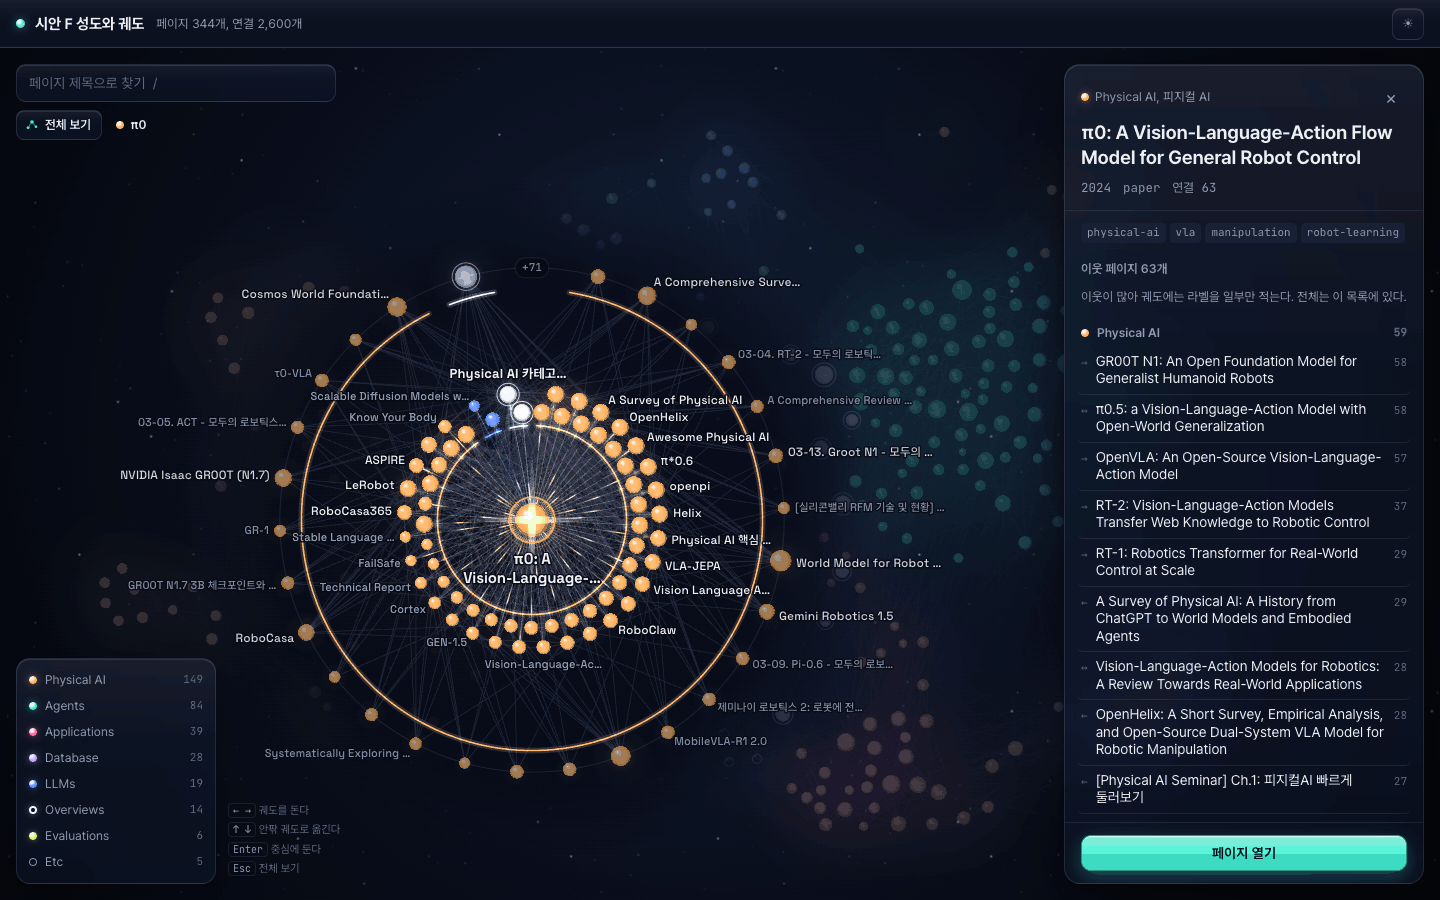 시안 F 성도와 궤도
페이지 344개, 연결 2,600개
페이지 제목으로 찾기 /
전체 보기
π0
+71
Cosmos World Foundati...
A Comprehensive Surve...
03-04. RT-2 - 모두의 로보틱...
τ0-VLA
Physical AI 카테고...
Scalable Diffusion Models w...
Know Your Body
A Survey of Physical AI
A Comprehensive Review ...
OpenHelix
03-05. ACT - 모두의 로보틱스...
Awesome Physical AI
03-13. Groot N1 - 모두의 ...
ASPIRE
π*0.6
NVIDIA Isaac GR00T (N1.7)
LeRobot
openpi
RoboCasa365
Helix
[실리콘밸리 RFM 기술 및 현황] ...
GR-1
Stable Language ...
Physical AI 핵심 ...
FailSafe
π0: A
Vision-Language-...
VLA-JEPA
World Model for Robot ...
GR00T N1.7 3B 체크포인트와 ...
Technical Report
Vision Language A...
Cortex
Gemini Robotics 1.5
RoboCasa
GEN-1.5
RoboClaw
Vision-Language-Ac...
03-09. Pi-0.6 - 모두의 로보...
제미나이 로보틱스 2: 로봇에 전...
MobileVLA-R1 2.0
Systematically Exploring ...
Physical AI 149
Agents 84
Applications 39
Database 28
LLMs 19
Overviews 14
Evaluations 6
Etc 5
← → 궤도를 돈다
↑ ↓ 안팎 궤도로 옮긴다
Enter 중심에 둔다
Esc 전체 보기
Physical AI, 피지컬 AI
π0: A Vision-Language-Action Flow
Model for General Robot Control
2024 paper 연결 63
physical-ai vla manipulation robot-learning
이웃 페이지 63개
이웃이 많아 궤도에는 라벨을 일부만 적는다. 전체는 이 목록에 있다.
Physical AI 59
→ GR00T N1: An Open Foundation Model for 58
Generalist Humanoid Robots
↔ π0.5: a Vision-Language-Action Model with 58
Open-World Generalization
→ OpenVLA: An Open-Source Vision-Language- 57
Action Model
→ RT-2: Vision-Language-Action Models 37
Transfer Web Knowledge to Robotic Control
→ RT-1: Robotics Transformer for Real-World 29
Control at Scale
← A Survey of Physical AI: A History from 29
ChatGPT to World Models and Embodied
Agents
↔ Vision-Language-Action Models for Robotics: 28
A Review Towards Real-World Applications
← OpenHelix: A Short Survey, Empirical Analysis, 28
and Open-Source Dual-System VLA Model for
Robotic Manipulation
← [Physical AI Seminar] Ch.1: 피지컬AI 빠르게 27
둘러보기
페이지 열기